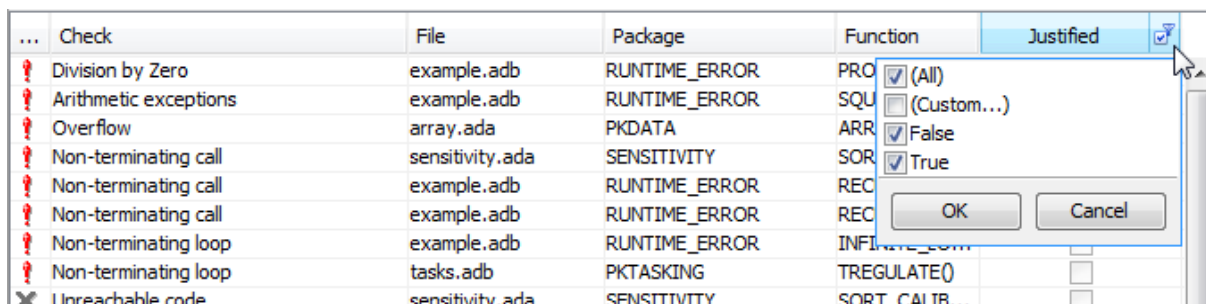 ... Check File Package Function Justified
Division by Zero example.adb RUNTIME_ERROR PRO
(All)
Arithmetic exceptions example.adb RUNTIME_ERROR SQU
(Custom...)
Overflow array.ada PKDATA ARR
False
Non-terminating call sensitivity.ada SENSITIVITY SOR
True
Non-terminating call example.adb RUNTIME_ERROR REC
Non-terminating call example.adb RUNTIME_ERROR REC
OK Cancel
Non-terminating loop example.adb RUNTIME_ERROR
Non-terminating loop tasks.adb PKTASKING TREGULATE()
Unreachable code sensitivity.ada SENSITIVITY SORT_CALIB...